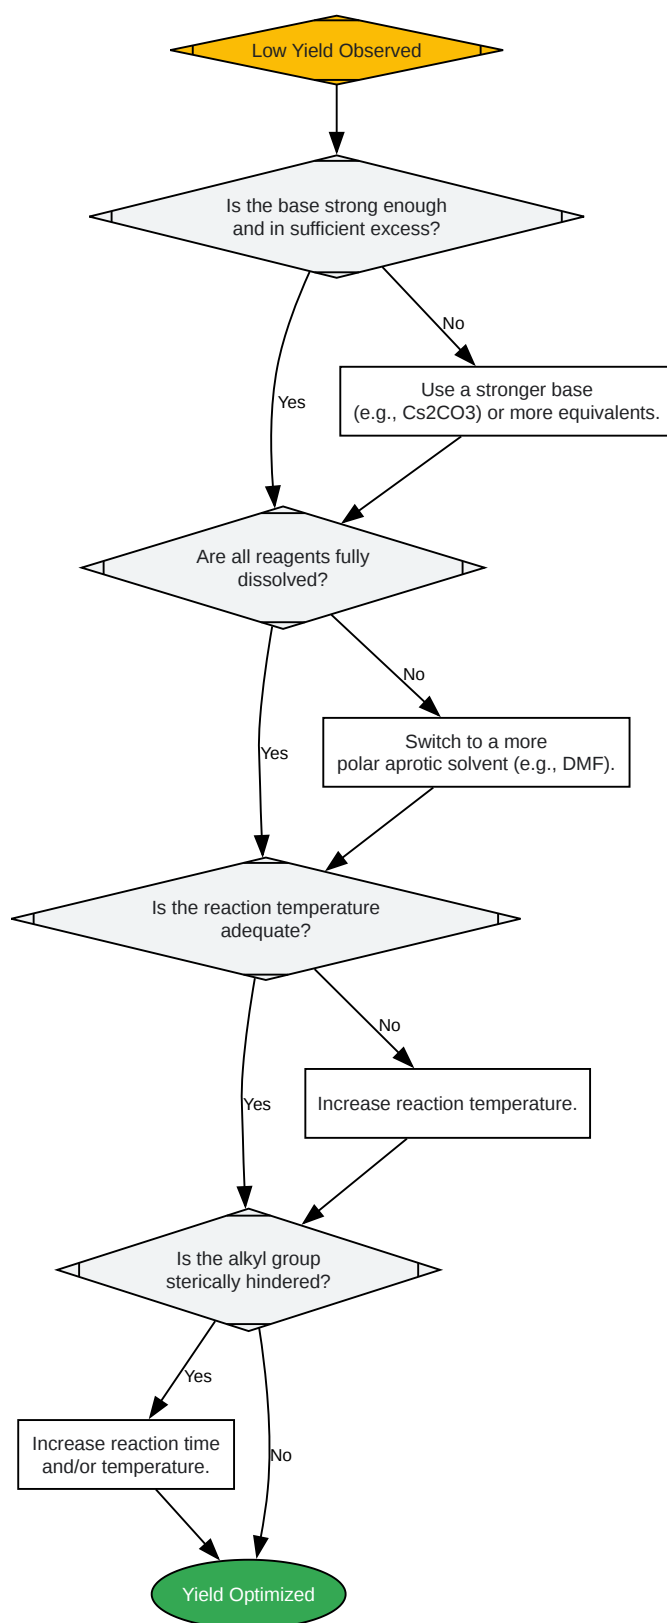 Low Yield Observed
Is the base strong enough
and in sufficient excess?
No
Use a stronger base
(e.g., Cs2CO3) or more equivalents.
Yes
Are all reagents fully
dissolved?
No
Switch to a more
polar aprotic solvent (e.g., DMF).
Yes
Is the reaction temperature
adequate?
No
Increase reaction temperature.
Yes
Is the alkyl group
sterically hindered?
Yes
Increase reaction time
and/or temperature.
No
Yield Optimized